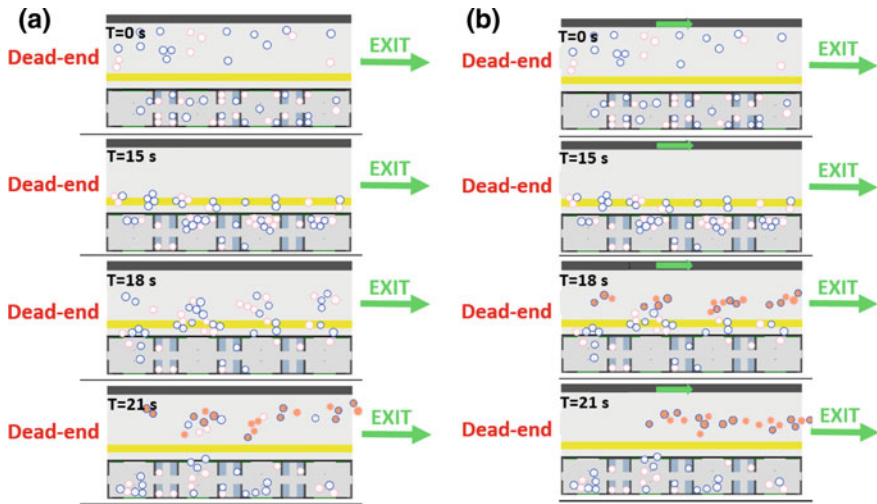 (a)
T=0 s
Dead-end
EXIT
T=15 s
Dead-end
EXIT
T=18 s
Dead-end
EXIT
T=21 s
Dead-end
EXIT
(b)
T=0 s
Dead-end
EXIT
T=15 s
Dead-end
EXIT
T=18 s
Dead-end
EXIT
T=21 s
Dead-end
EXIT